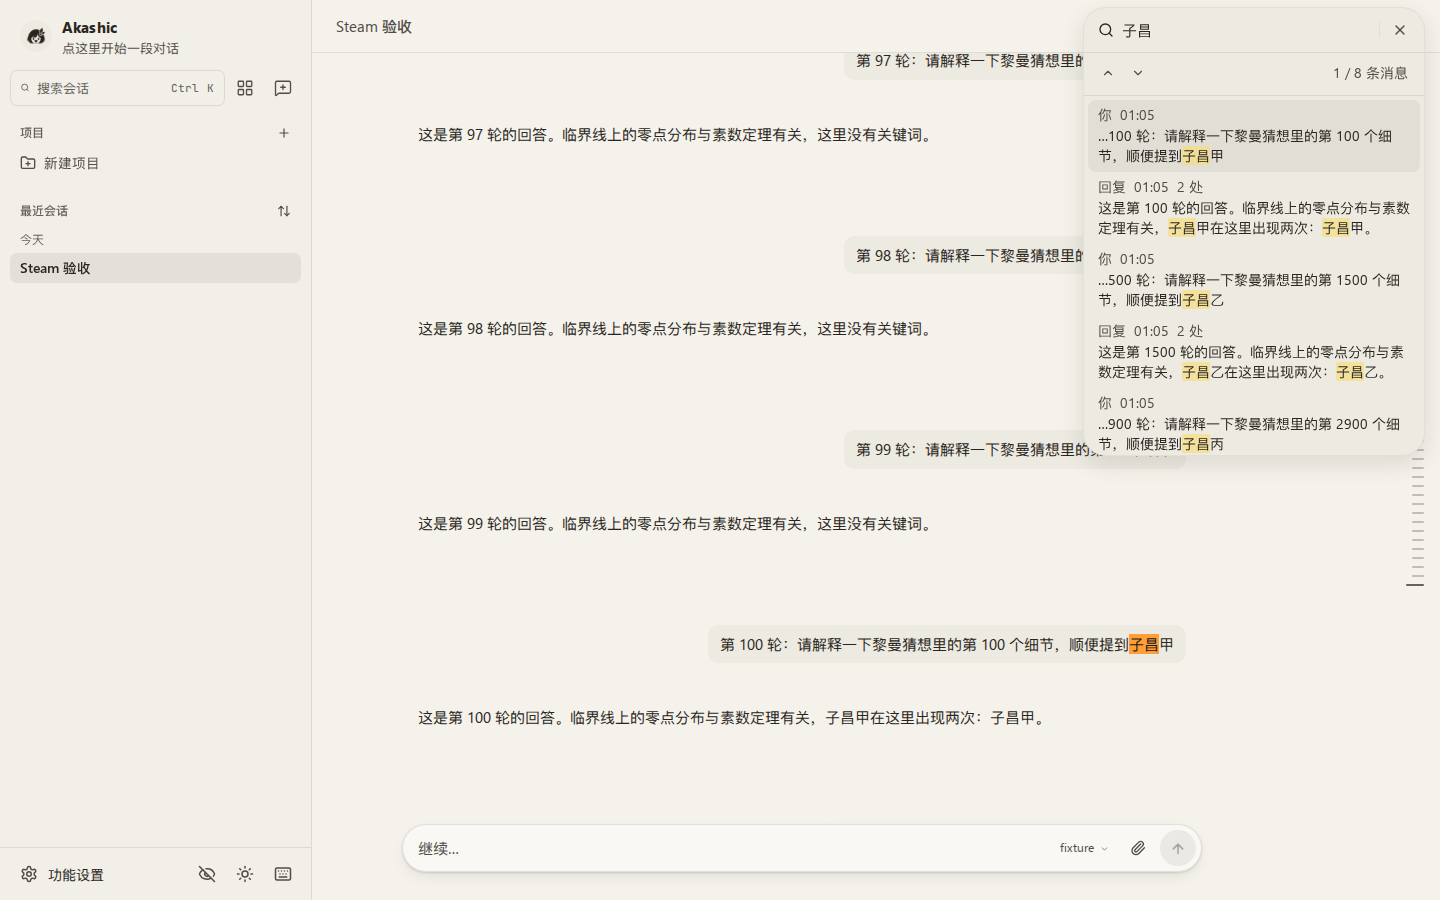 Akashic
点这里开始一段对话
搜索会话 Ctrl K
项目
新建项目
最近会话
今天
Steam 验收
功能设置
Steam 验收
第 97 轮：请解释一下黎曼猜想里的
这是第 97 轮的回答。临界线上的零点分布与素数定理有关，这里没有关键词。
第 98 轮：请解释一下黎曼猜想里的
这是第 98 轮的回答。临界线上的零点分布与素数定理有关，这里没有关键词。
第 99 轮：请解释一下黎曼猜想里的
这是第 99 轮的回答。临界线上的零点分布与素数定理有关，这里没有关键词。
第 100 轮：请解释一下黎曼猜想里的第 100 个细节，顺便提到子昌甲
这是第 100 轮的回答。临界线上的零点分布与素数定理有关，子昌甲在这里出现两次：子昌甲。
继续...
fixture
子昌
1 / 8 条消息
你 01:05
...100 轮：请解释一下黎曼猜想里的第 100 个细
节，顺便提到子昌甲
回复 01:05 2 处
这是第 100 轮的回答。临界线上的零点分布与素数
定理有关，子昌甲在这里出现两次：子昌甲。
你 01:05
...500 轮：请解释一下黎曼猜想里的第 1500 个细
节，顺便提到子昌乙
回复 01:05 2 处
这是第 1500 轮的回答。临界线上的零点分布与素
数定理有关，子昌乙在这里出现两次：子昌乙。
你 01:05
...900 轮：请解释一下黎曼猜想里的第 2900 个细
节，顺便提到子昌丙